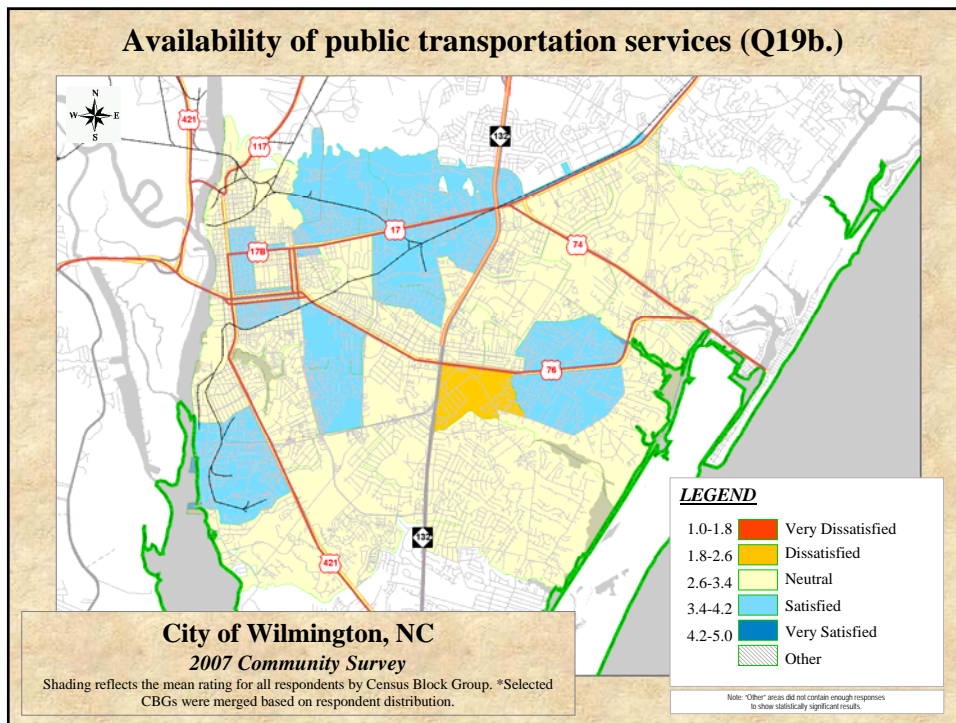 Availability of public transportation services (Q19b.)
N
W E
S
421
117
132
17
17B
74
76
132
421
LEGEND
1.0-1.8 Very Dissatisfied
1.8-2.6 Dissatisfied
2.6-3.4 Neutral
3.4-4.2 Satisfied
4.2-5.0 Very Satisfied
Other
City of Wilmington, NC
2007 Community Survey
Shading reflects the mean rating for all respondents by Census Block Group. *Selected
CBGs were merged based on respondent distribution.
Note: "Other" areas did not contain enough responses
to show statistically significant results.